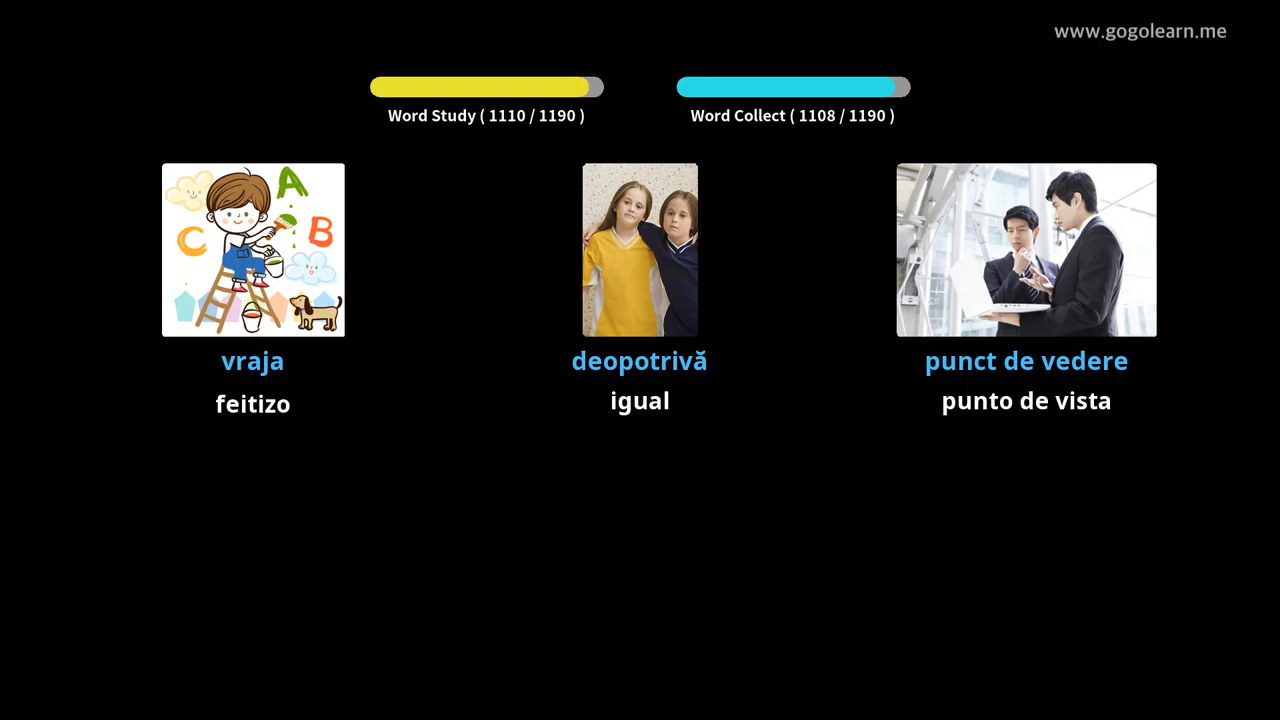 www.gogolearn.me
Word Study ( 1110 / 1190 )
Word Collect ( 1108 / 1190 )
A
B
C
vraja
feitizo
deopotrivă
igual
punct de vedere
punto de vista